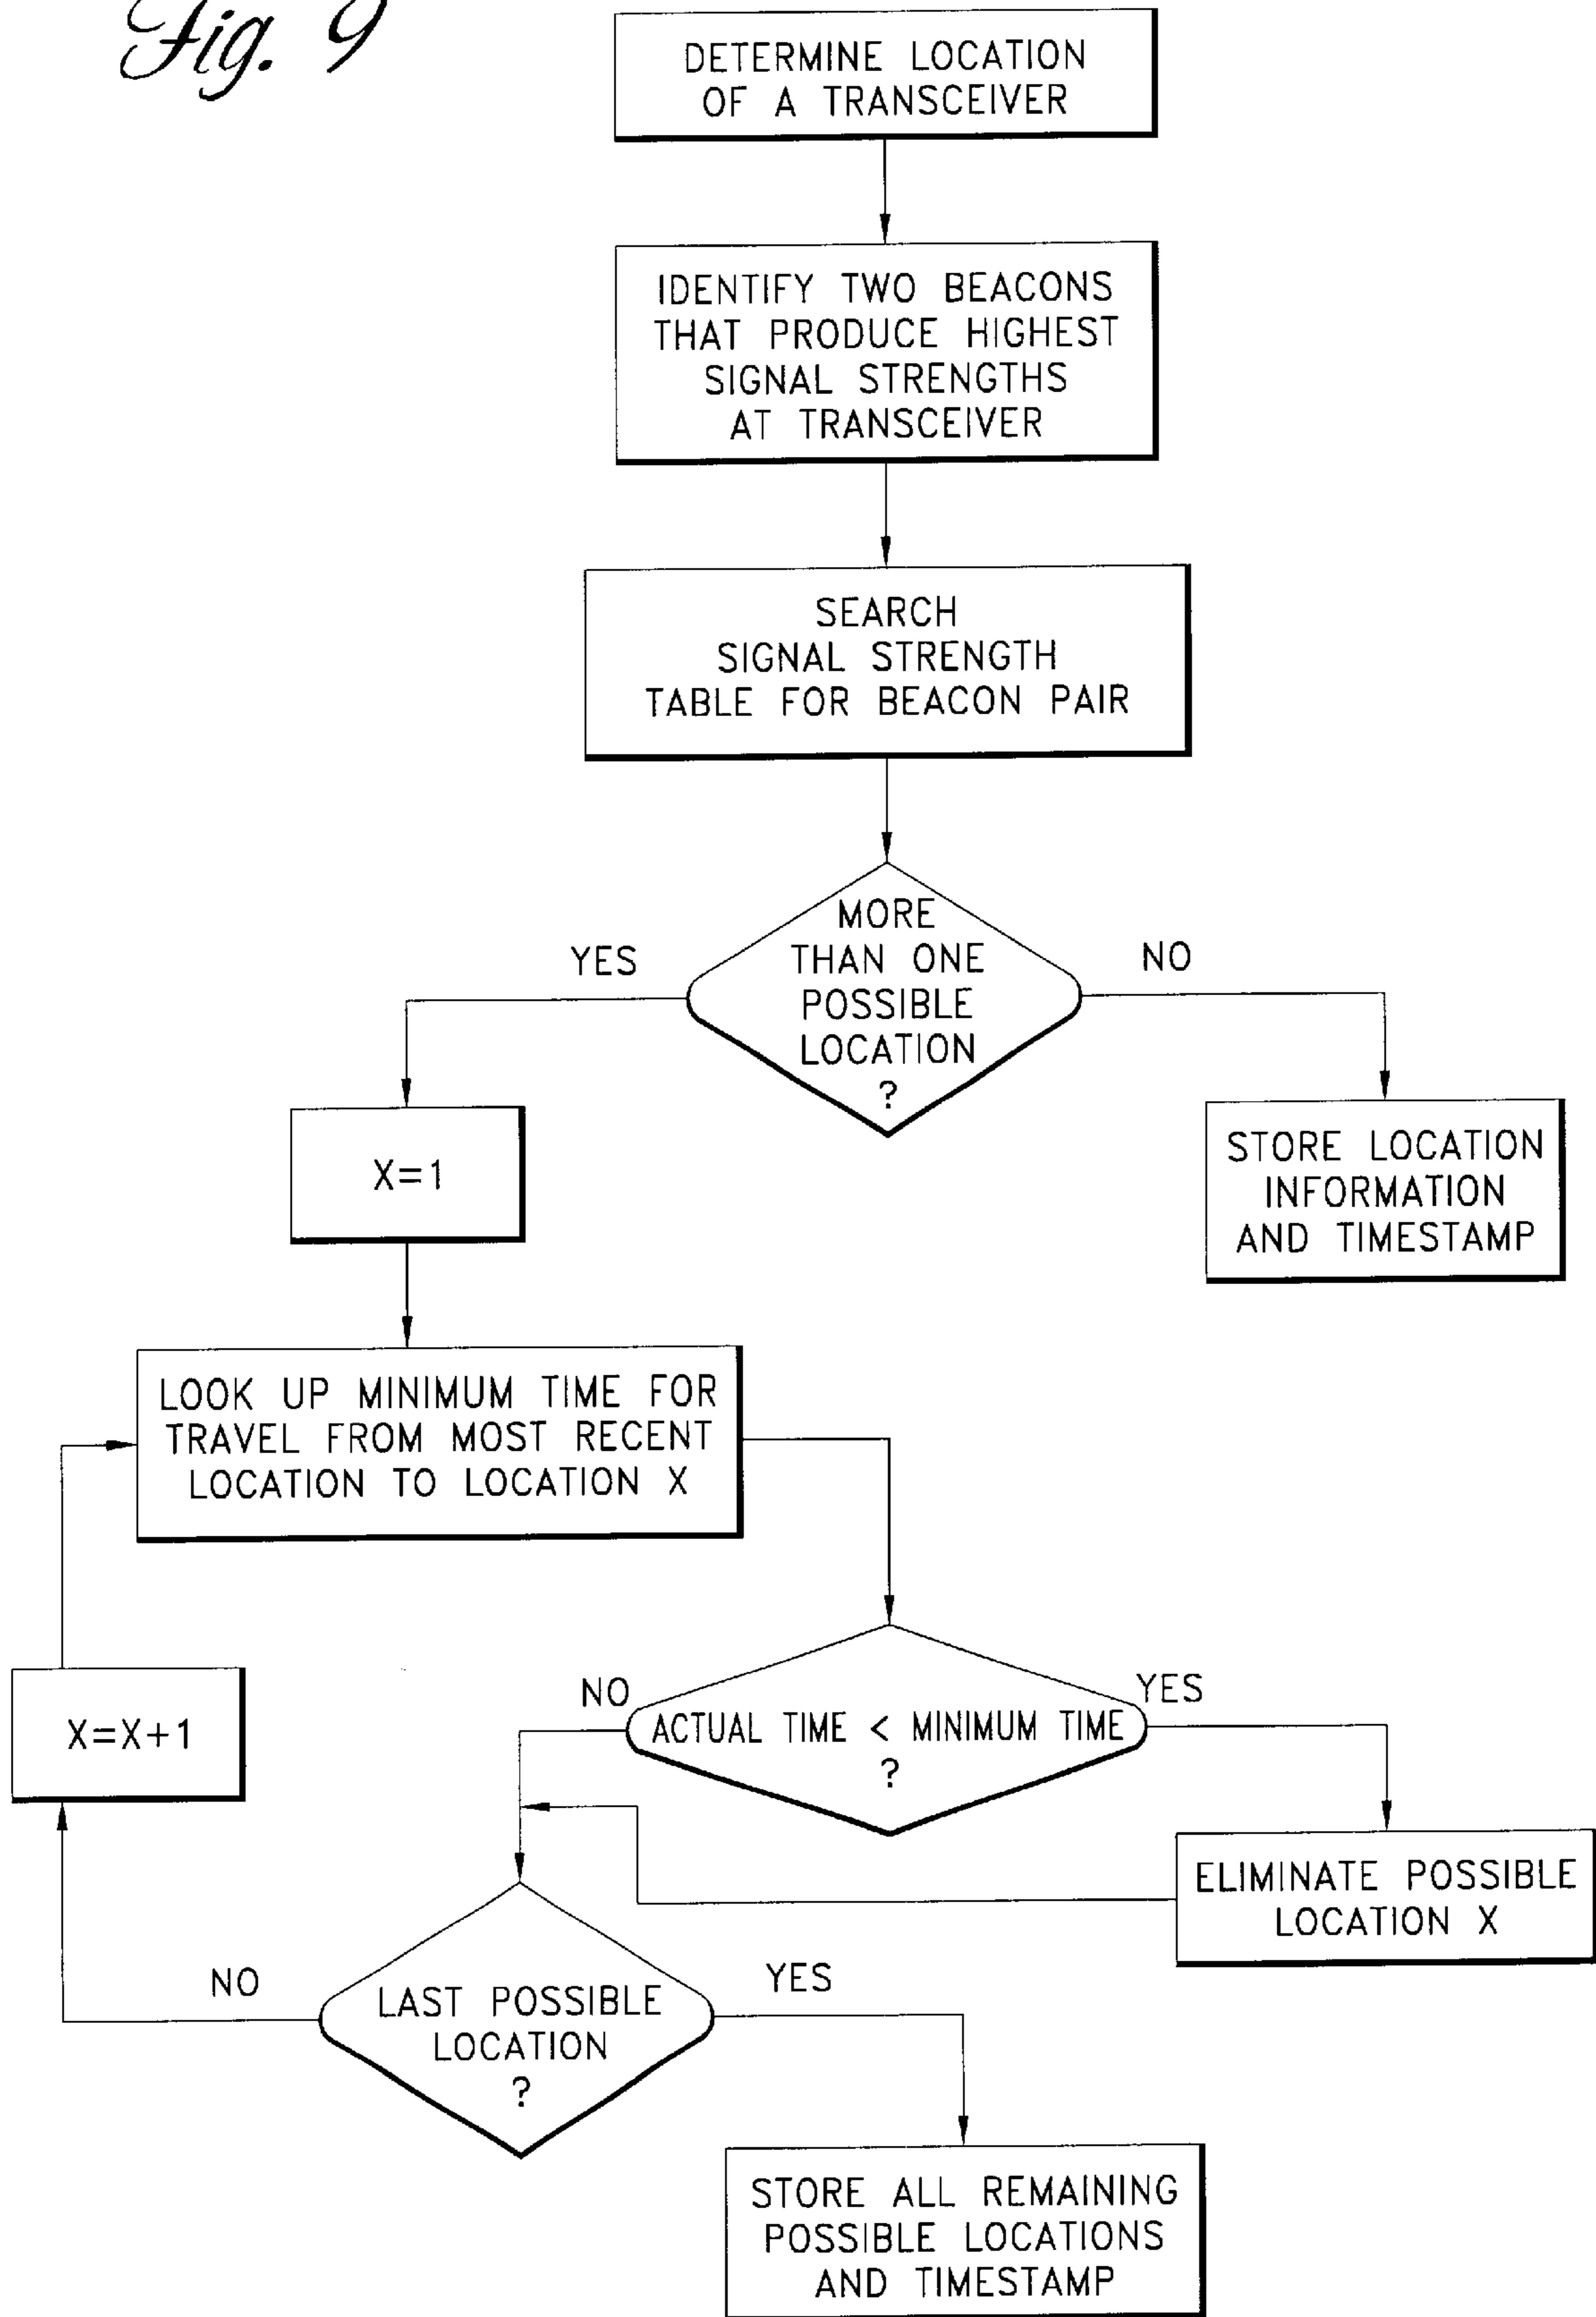 Fig. 9
DETERMINE LOCATION
OF A TRANSCEIVER
IDENTIFY TWO BEACONS
THAT PRODUCE HIGHEST
SIGNAL STRENGTHS
AT TRANSCEIVER
SEARCH
SIGNAL STRENGTH
TABLE FOR BEACON PAIR
MORE
THAN ONE
POSSIBLE
LOCATION
?
YES
NO
X=1
STORE LOCATION
INFORMATION
AND TIMESTAMP
LOOK UP MINIMUM TIME FOR
TRAVEL FROM MOST RECENT
LOCATION TO LOCATION X
NO
YES
ACTUAL TIME < MINIMUM TIME
?
X=X+1
ELIMINATE POSSIBLE
LOCATION X
NO
YES
LAST POSSIBLE
LOCATION
?
STORE ALL REMAINING
POSSIBLE LOCATIONS
AND TIMESTAMP